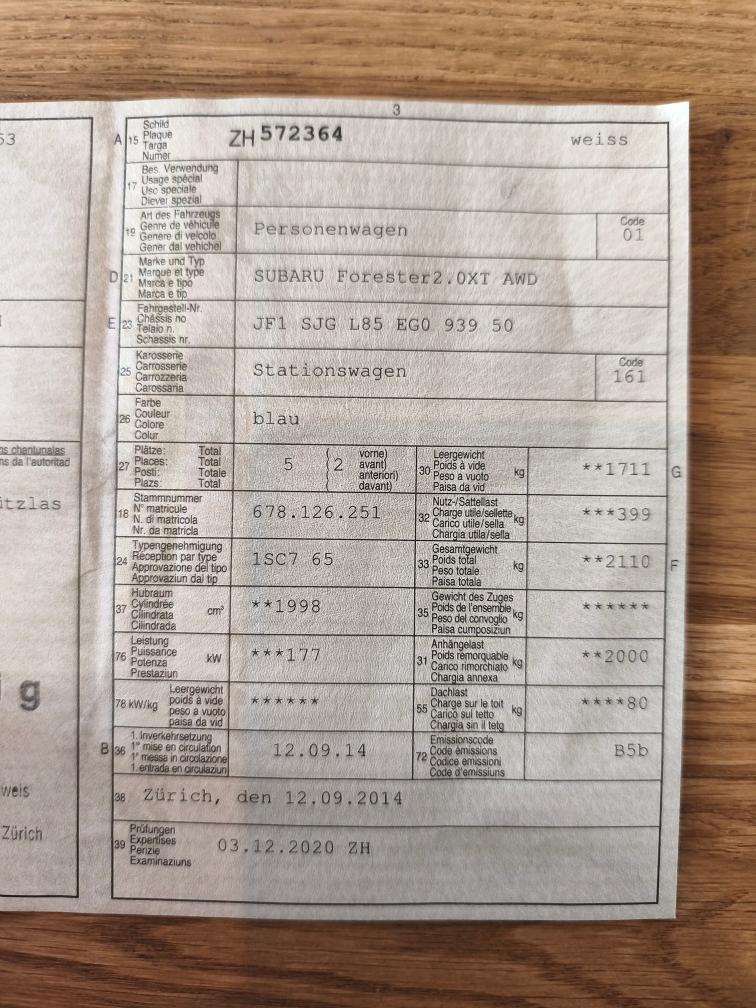 3
53
A 15 Schild
Plaque
Targa
Numer
ZH 572364 weiss
17 Bes. Verwendung
Usage spécial
Uso speciale
Diever spezial
19 Art des Fahrzeugs
Genre de véhicule
Genere di veicolo
Gener dal vehichel
Personenwagen
Code
01
D 21 Marke und Typ
Marque et type
Marca e tipo
Marca e tip
SUBARU Forester2.0XT AWD
E 23 Fahrgestell-Nr.
Châssis no
Telaio n.
Schassis nr.
JF1 SJG L85 EG0 939 50
25 Karosserie
Carrosserie
Carrozzeria
Carossaria
Stationswagen
Code
161
26 Farbe
Couleur
Colore
Colur
blau
27 Plätze: Total
Places: Total
Posti: Totale
Plazs: Total
5 (2 vorne)
avant)
anteriori)
davant)
30 Leergewicht
Poids à vide
Peso a vuoto
Paisa da vid
kg
**1711 G
18 Stammnummer
N° matricule
N. di matricola
Nr. da matricla
678.126.251
32 Nutz-/Sattellast
Charge utile/sellette
Carico utile/sella
Chargia utila/sella
kg
***399
24 Typengenehmigung
Réception par type
Approvazione del tipo
Approvaziun dal tip
1SC7 65
33 Gesamtgewicht
Poids total
Peso totale
Paisa totala
kg
**2110 F
37 Hubraum
Cylindrée
Cilindrata
Cilindrada
cm³
**1998
35 Gewicht des Zuges
Poids de l'ensemble
Peso del convoglio
Paisa cumposiziun
kg
******
76 Leistung
Puissance
Potenza
Prestaziun
kW
***177
31 Anhängelast
Poids remorquable
Carico rimorchiato
Chargia annexa
kg
**2000
78 kW/kg Leergewicht
poids à vide
peso a vuoto
paisa da vid
******
55 Dachlast
Charge sur le toit
Carico sul tetto
Chargia sin il tetg
kg
****80
B 36 1. Inverkehrsetzung
1re mise en circulation
1a messa in circolazione
1. entrada en circulaziun
12.09.14
72 Emissionscode
Code émissions
Codice emissioni
Code d'emissiuns
B5b
38 Zürich, den 12.09.2014
39 Prüfungen
Expertises
Perizie
Examinaziuns
03.12.2020 ZH
ns chantunalas
ns da l'autoritad
ützlas
g
weis
Zürich